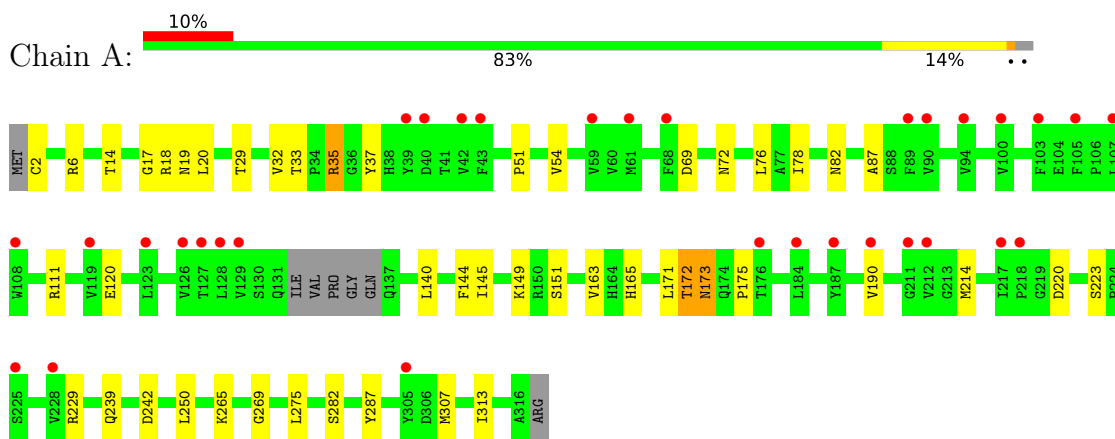 10%
Chain A:
83% 14% • •
MET C2 R6 T14 G17 R18 N19 L20 T29 V32 T33 P34 R35 G36 Y37 H38 Y39 D40 T41 V42 F43 P51 V54 V59 V60 M61 F68 D69 N72 L76 A77 I78 N82 A87 S88 F89 V90 V94 V100 F103 E104 F105 P106 L107
W108 R111 V119 E120 L123 V126 T127 L128 V129 S130 Q131 ILE VAL PRO GLY GLN Q137 L140 F144 I145 K149 R150 S151 V163 H164 H165 L171 T172 N173 Q174 P175 T176 L184 Y187 V190 G211 V212 G213 M214 I217 P218 G219 D220 S223
S225 V228 R229 Q239 D242 L250 K265 G269 L275 S282 Y287 Y305 D306 M307 I313 A316 ARG